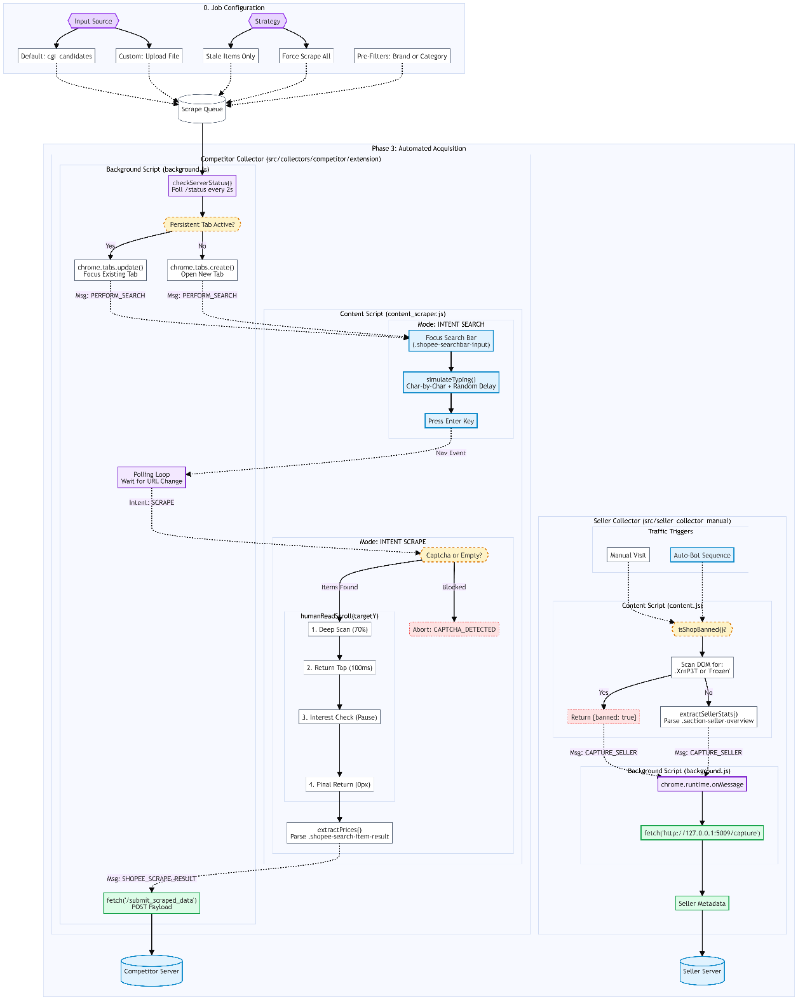 0. Job Configuration
Input Source
Strategy
Default: cgi_candidates
Custom: Upload File
Stale Items Only
Force Scrape All
Pre-Filters: Brand or Category
Scrape Queue
Phase 3: Automated Acquisition
Competitor Collector (src/collectors/competitor/extension)
Background Script (background.js)
checkServerStatus()
Poll /status every 2s
Persistent Tab Active?
Yes
No
chrome.tabs.update()
Focus Existing Tab
chrome.tabs.create()
Open New Tab
Msg: PERFORM_SEARCH
Msg: PERFORM_SEARCH
Content Script (content_scraper.js)
Mode: INTENT SEARCH
Focus Search Bar
(.shopee-searchbar-input)
simulateTyping()
Char-by-Char + Random Delay
Press Enter Key
Nav Event
Polling Loop
Wait for URL Change
Intent: SCRAPE
Mode: INTENT SCRAPE
Captcha or Empty?
Items Found
Blocked
humanReadScroll(targetY)
1. Deep Scan (70%)
Abort: CAPTCHA_DETECTED
2. Return Top (100ms)
3. Interest Check (Pause)
4. Final Return (0px)
extractPrices()
Parse .shopee-search-item-result
Msg: SHOPEE_SCRAPE_RESULT
fetch('/submit_scraped_data')
POST Payload
Competitor Server
Seller Collector (src/seller_collector_manual)
Traffic Triggers
Manual Visit
Auto-Bot Sequence
Content Script (content.js)
isShopBanned()?
Scan DOM for:
.XrnP3T or 'Frozen'
Yes
No
Return [banned: true]
extractSellerStats()
Parse .section-seller-overview
Msg: CAPTURE_SELLER
Msg: CAPTURE_SELLER
Background Script (background.js)
chrome.runtime.onMessage
fetch('http://127.0.0.1:5009/capture')
Seller Metadata
Seller Server